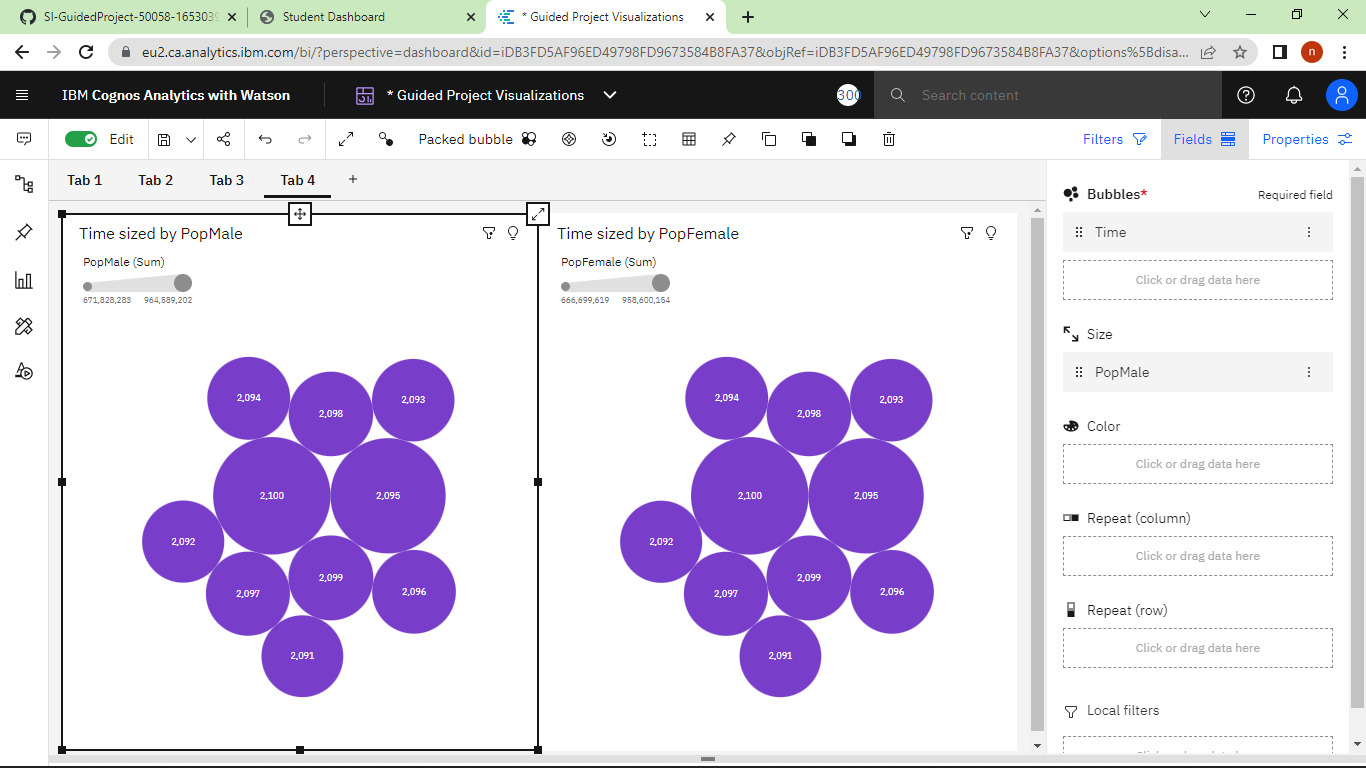 SI-GuidedProject-50058-1653039
Student Dashboard
* Guided Project Visualizations
eu2.ca.analytics.ibm.com/bi/?perspective=dashboard&id=iDB3FD5AF96ED49798FD9673584B8FA37&objRef=iDB3FD5AF96ED49798FD9673584B8FA37&options%5Bdisa...
n
IBM Cognos Analytics with Watson
* Guided Project Visualizations
300
Search content
Edit
Packed bubble
Filters
Fields
Properties
Tab 1
Tab 2
Tab 3
Tab 4
Time sized by PopMale
PopMale (Sum)
671,828,283 964,589,202
2,094
2,098
2,093
2,100
2,095
2,092
2,099
2,097
2,096
2,091
Time sized by PopFemale
PopFemale (Sum)
666,699,619 958,600,154
2,094
2,098
2,093
2,100
2,095
2,092
2,099
2,097
2,096
2,091
Bubbles*
Required field
Time
Click or drag data here
Size
PopMale
Color
Click or drag data here
Repeat (column)
Click or drag data here
Repeat (row)
Click or drag data here
Local filters